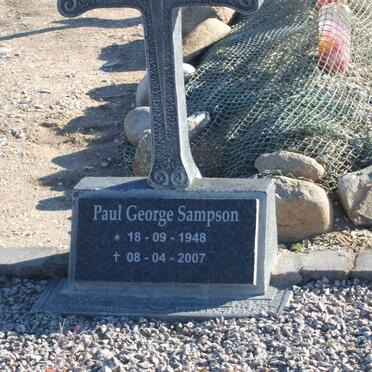 Paul George Sampson
* 18 - 09 - 1948
† 08 - 04 - 2007